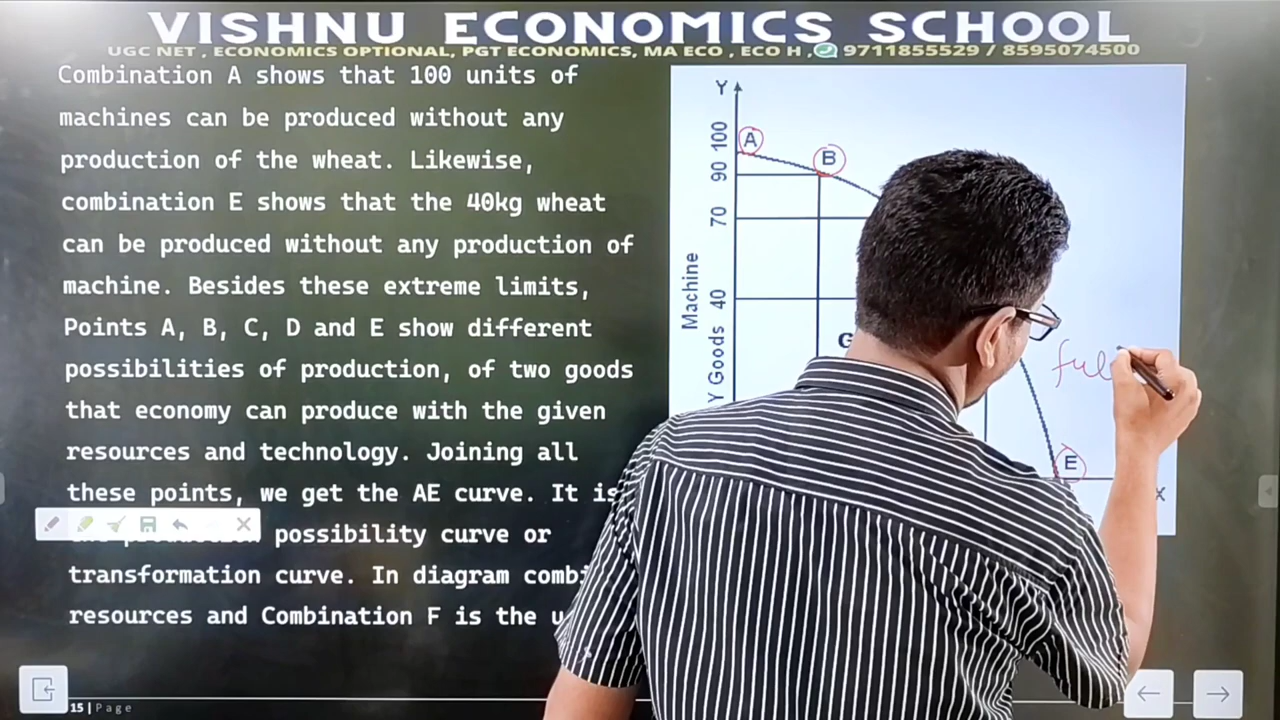 VISHNU ECONOMICS SCHOOL
UGC NET , ECONOMICS OPTIONAL, PGT ECONOMICS, MA ECO , ECO H , 9711855529 / 8595074500
Combination A shows that 100 units of
machines can be produced without any
production of the wheat. Likewise,
combination E shows that the 40kg wheat
can be produced without any production of
machine. Besides these extreme limits,
Points A, B, C, D and E show different
possibilities of production, of two goods
that economy can produce with the given
resources and technology. Joining all
these points, we get the AE curve. It is
possibility curve or
transformation curve. In diagram combi
resources and Combination F is the u
15 | Page
Y
100
90
70
40
Machine
Y Goods
A
B
G
E
X
ful